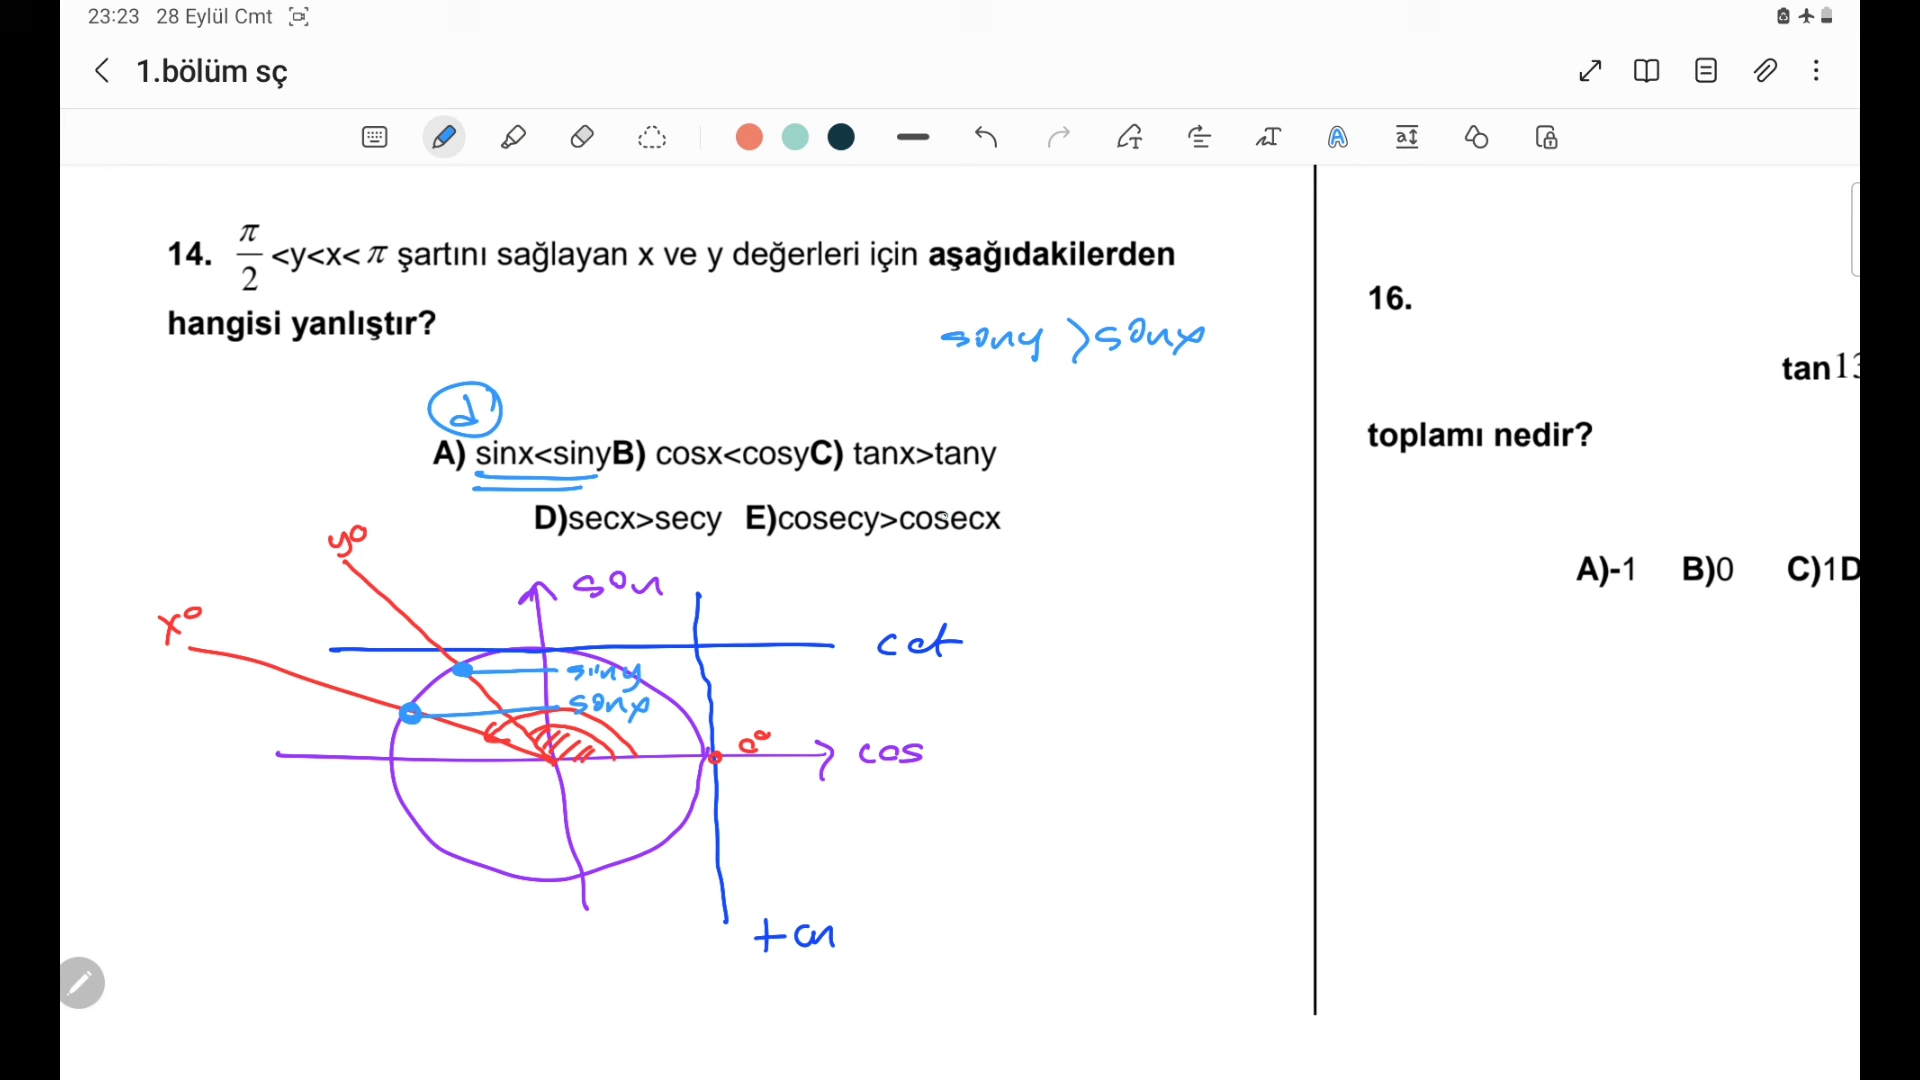 23:23 28 Eylül Cmt
1.bölüm sç
14. π/2 <y<x< π şartını sağlayan x ve y değerleri için aşağıdakilerden
hangisi yanlıştır?
siny > sinx
d
A) sinx<sinyB) cosx<cosyC) tanx>tany
D)secx>secy E)cosecy>cosecx
y°
sin
x°
cot
siny
sinx
0°
cos
tan
16.
tan13
toplamı nedir?
A)-1 B)0 C)1D